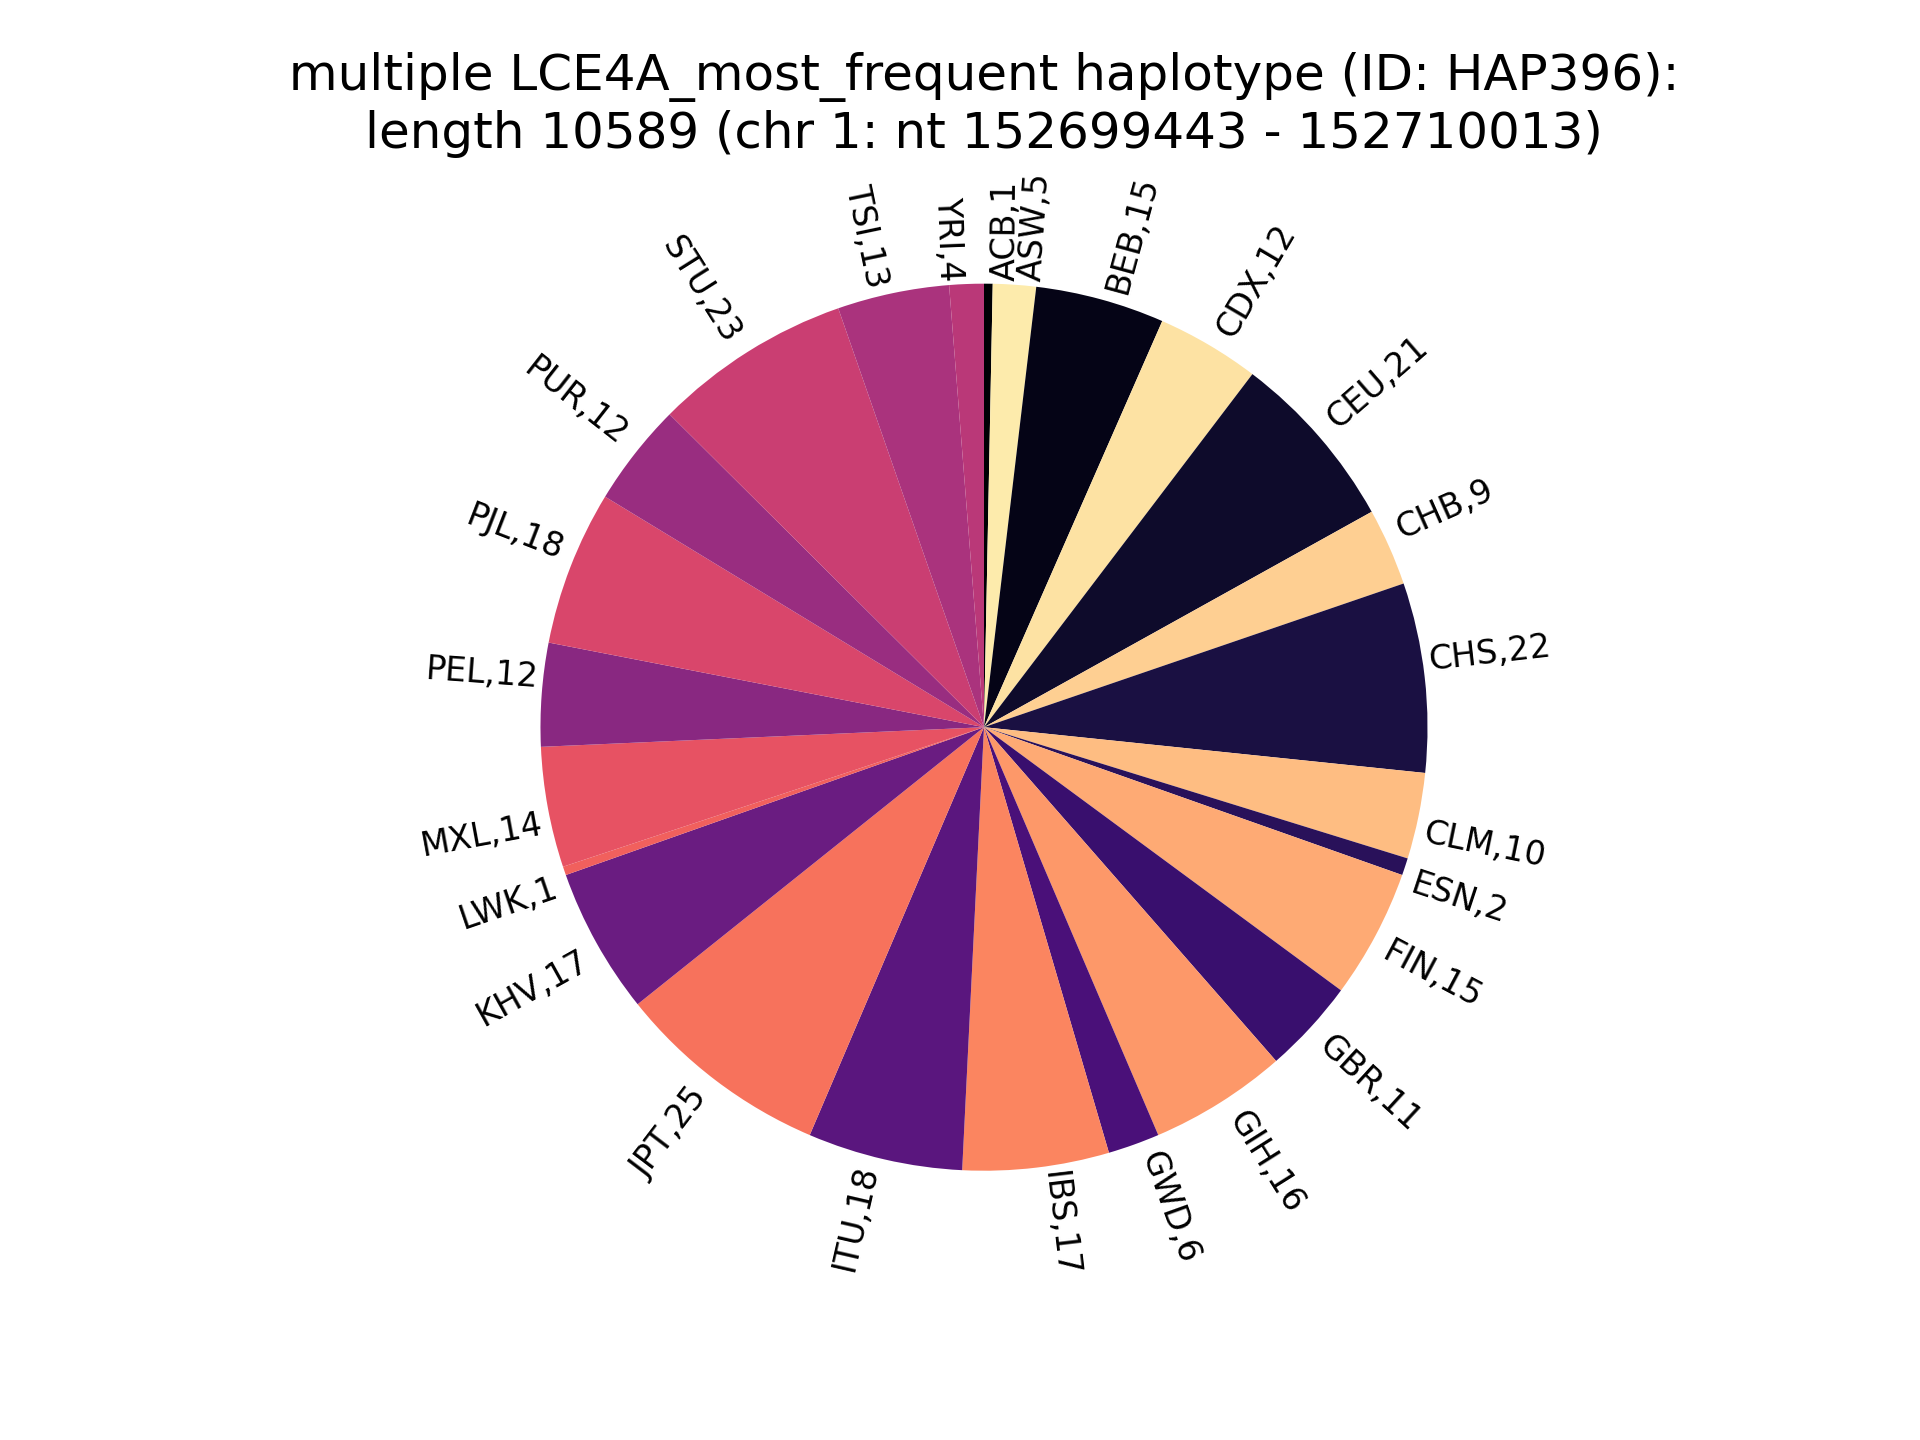 multiple LCE4A_most_frequent haplotype (ID: HAP396):
length 10589 (chr 1: nt 152699443 - 152710013)
ACB,1
ASW,5
BEB,15
CDX,12
CEU,21
CHB,9
CHS,22
CLM,10
ESN,2
FIN,15
GBR,11
GIH,16
GWD,6
IBS,17
ITU,18
JPT,25
KHV,17
LWK,1
MXL,14
PEL,12
PJL,18
PUR,12
STU,23
TSI,13
YRI,4